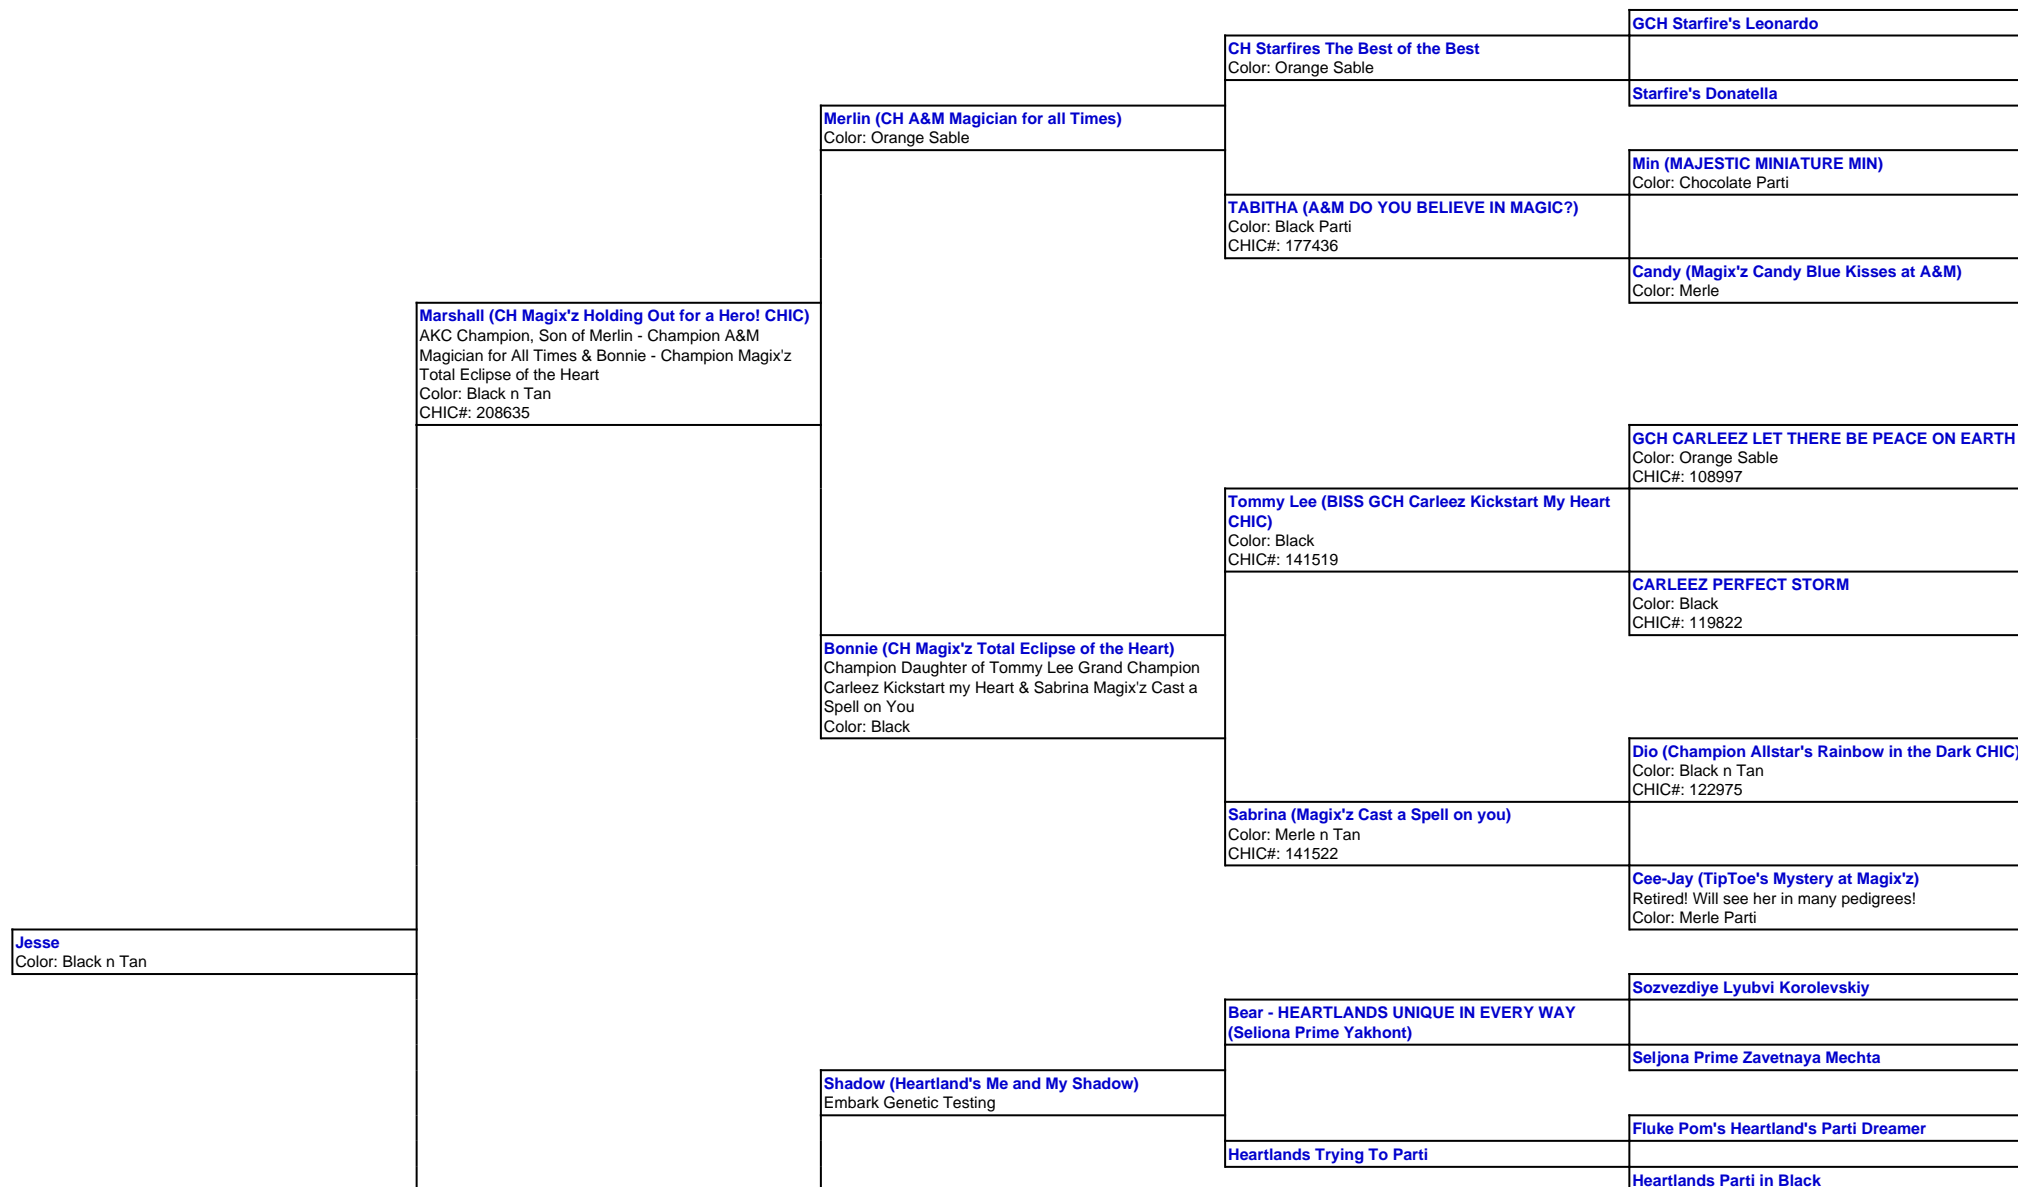 GCH Starfire's Leonardo
CH Starfires The Best of the Best
Color: Orange Sable
Starfire's Donatella
Merlin (CH A&M Magician for all Times)
Color: Orange Sable
Min (MAJESTIC MINIATURE MIN)
Color: Chocolate Parti
TABITHA (A&M DO YOU BELIEVE IN MAGIC?)
Color: Black Parti
CHIC#: 177436
Candy (Magix'z Candy Blue Kisses at A&M)
Color: Merle
Marshall (CH Magix'z Holding Out for a Hero! CHIC)
AKC Champion, Son of Merlin - Champion A&M
Magician for All Times & Bonnie - Champion Magix'z
Total Eclipse of the Heart
Color: Black n Tan
CHIC#: 208635
GCH CARLEEZ LET THERE BE PEACE ON EARTH
Color: Orange Sable
CHIC#: 108997
Tommy Lee (BISS GCH Carleez Kickstart My Heart
CHIC)
Color: Black
CHIC#: 141519
CARLEEZ PERFECT STORM
Color: Black
CHIC#: 119822
Bonnie (CH Magix'z Total Eclipse of the Heart)
Champion Daughter of Tommy Lee Grand Champion
Carleez Kickstart my Heart & Sabrina Magix'z Cast a
Spell on You
Color: Black
Dio (Champion Allstar's Rainbow in the Dark CHIC)
Color: Black n Tan
CHIC#: 122975
Sabrina (Magix'z Cast a Spell on you)
Color: Merle n Tan
CHIC#: 141522
Cee-Jay (TipToe's Mystery at Magix'z)
Retired! Will see her in many pedigrees!
Color: Merle Parti
Jesse
Color: Black n Tan
Sozvezdiye Lyubvi Korolevskiy
Bear - HEARTLANDS UNIQUE IN EVERY WAY
(Seliona Prime Yakhont)
Seljona Prime Zavetnaya Mechta
Shadow (Heartland's Me and My Shadow)
Embark Genetic Testing
Fluke Pom's Heartland's Parti Dreamer
Heartlands Trying To Parti
Heartlands Parti in Black